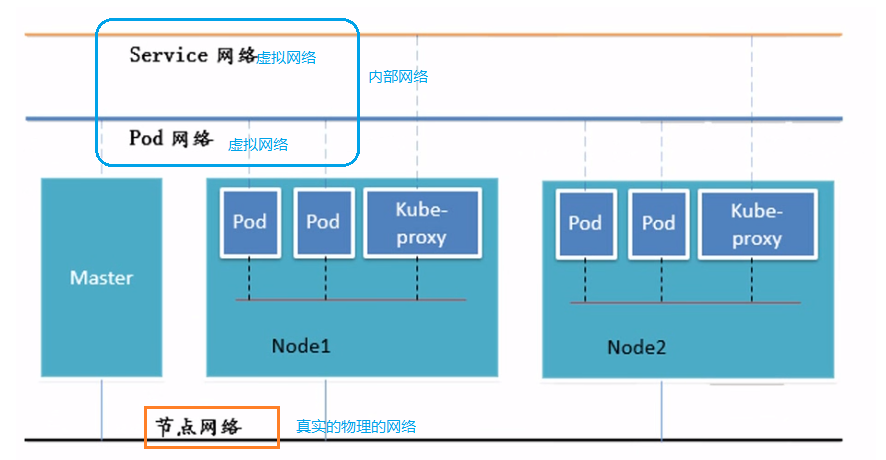 Service 网络虚拟网络
内部网络
Pod 网络 虚拟网络
Master
Pod
Pod
Kube-
proxy
Node1
Pod
Pod
Kube-
proxy
Node2
节点网络
真实的物理的网络